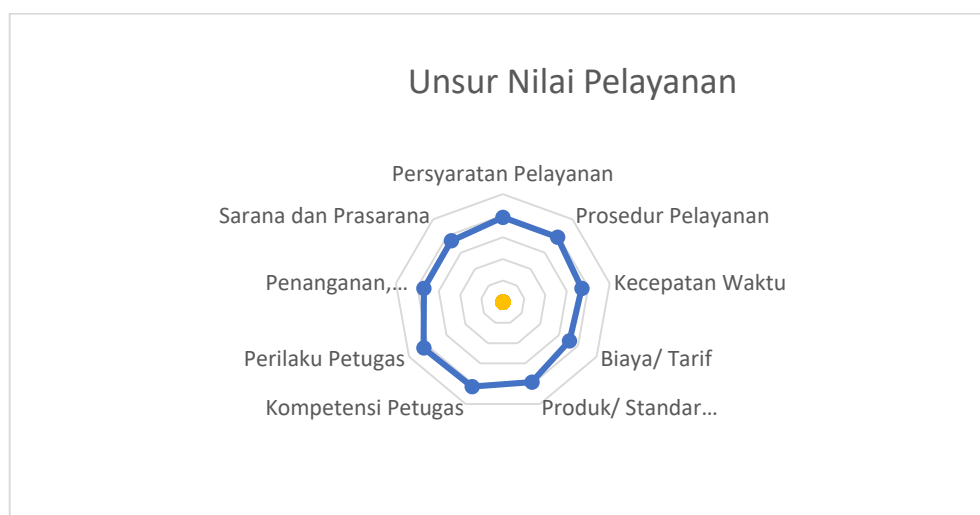 Unsur Nilai Pelayanan
Persyaratan Pelayanan
Sarana dan Prasarana
Prosedur Pelayanan
Penanganan,...
Kecepatan Waktu
Perilaku Petugas
Biaya/ Tarif
Kompetensi Petugas
Produk/ Standar...